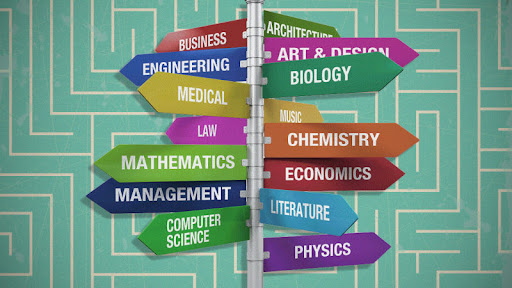 BUSINESS
ENGINEERING
MEDICAL
LAW
MATHEMATICS
MANAGEMENT
COMPUTER
SCIENCE
ARCHITECTURE
ART & DESIGN
BIOLOGY
MUSIC
CHEMISTRY
ECONOMICS
LITERATURE
PHYSICS